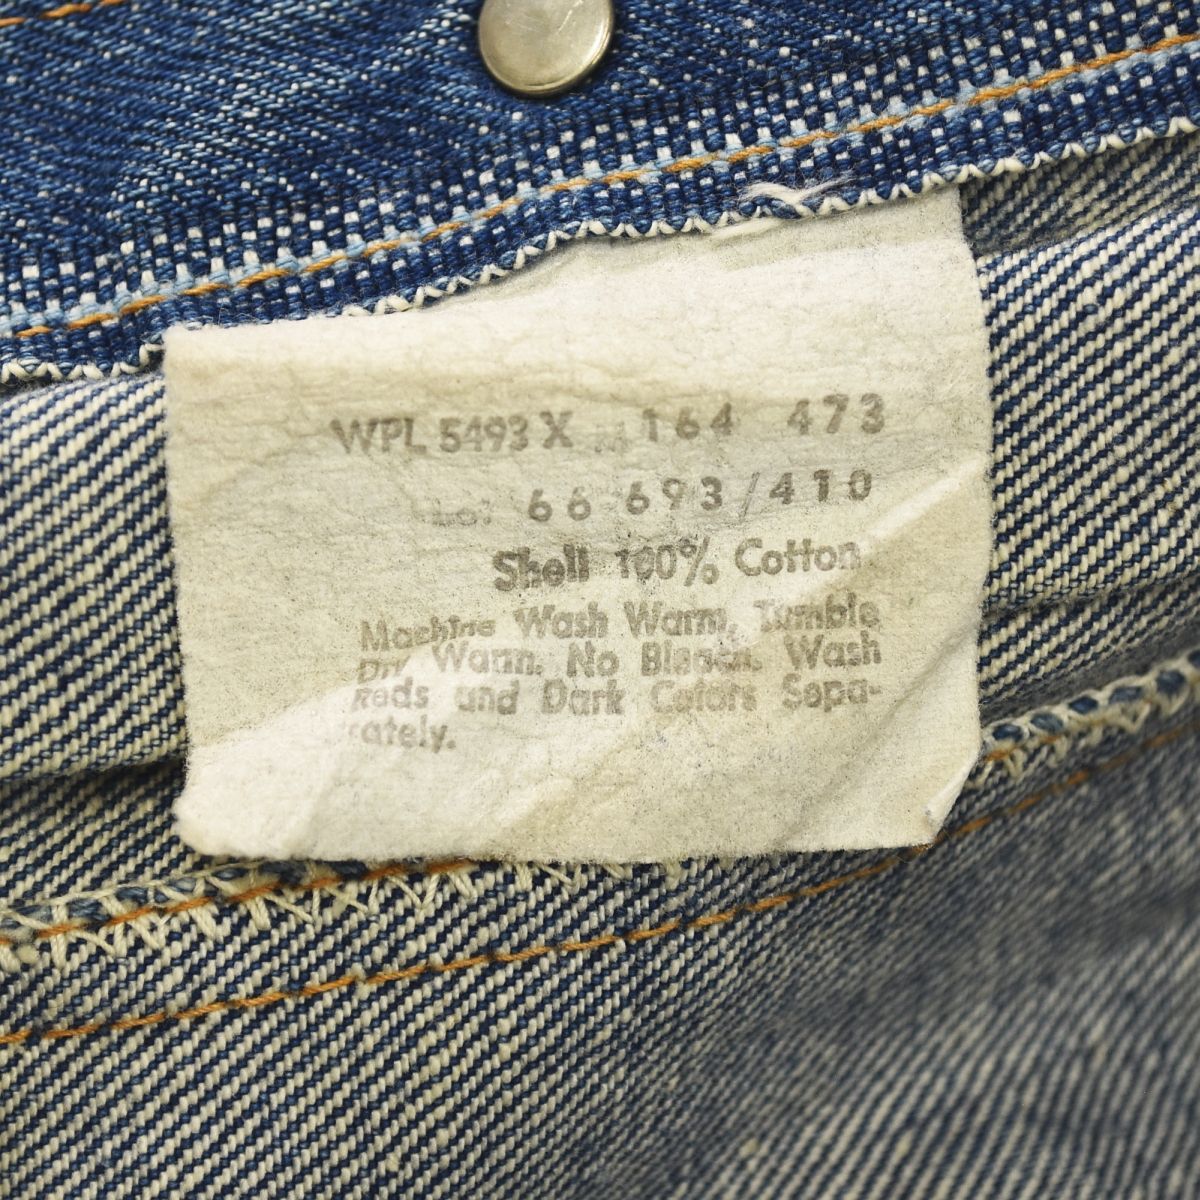 WPL 5493 X M 164 473
Lot 66 693/410
Shell 100% Cotton
Machine Wash Warm, Tumble
Dry Warm. No Bleach. Wash
Reds and Dark Colors Sepa-
rately.